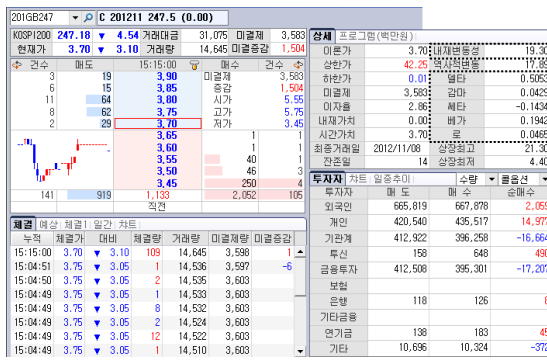 201GB247 C 201211 247.5 (0.00)
KOSPI200 247.18 ▼ 4.54 거래대금 31,075 미결제 3,583
현재가 3.70 ▼ 3.10 거래량 14,645 미결증감 1,504
건수 매도 15:15:00 매수 건수
3 19 3.90 미결제 3,583
6 15 3.85 증감 1,504
11 64 3.80 시가 5.55
8 62 3.75 고가 5.75
2 29 3.70 저가 3.45
3.65 1 1
3.60 1 1
3.55 40 1
3.50 46 3
3.45 250 4
141 919 1,133 2,052 105
직전
체결 예상 체결1 일간 차트
누적 체결가 대비 체결량 거래량 미결제량 미결증감
15:15:00 3.70 ▼ 3.10 109 14,645 3,598 1
15:04:51 3.75 ▼ 3.05 1 14,536 3,597 -6
15:04:50 3.75 ▼ 3.05 2 14,535 3,603
15:04:49 3.75 ▼ 3.05 1 14,533 3,603
15:04:49 3.75 ▼ 3.05 8 14,532 3,603
15:04:49 3.75 ▼ 3.05 2 14,524 3,603
15:04:49 3.75 ▼ 3.05 12 14,522 3,603
15:04:49 3.75 ▼ 3.05 1 14,510 3,603
상세 프로그램(백만원)
이론가 3.70 내재변동성 19.30
상한가 42.25 역사적변동 17.89
하한가 0.01 델타 0.5053
미결제 3,583 감마 0.0429
이자율 2.86 쎄타 -0.1434
내재가치 0.00 베가 0.1942
시간가치 3.70 로 0.0465
최종거래일 2012/11/08 상장최고 21.30
잔존일 14 상장최저 4.40
투자자 차트 일중추이 수량 콜옵션
투자자 매 도 매 수 순매수
외국인 665,819 667,878 2,059
개인 420,540 435,517 14,977
기관계 412,922 396,258 -16,664
투신 158 648 490
금융투자 412,508 395,301 -17,207
보험
은행 118 126 8
기타금융
연기금 138 183 45
기타 10,696 10,324 -372